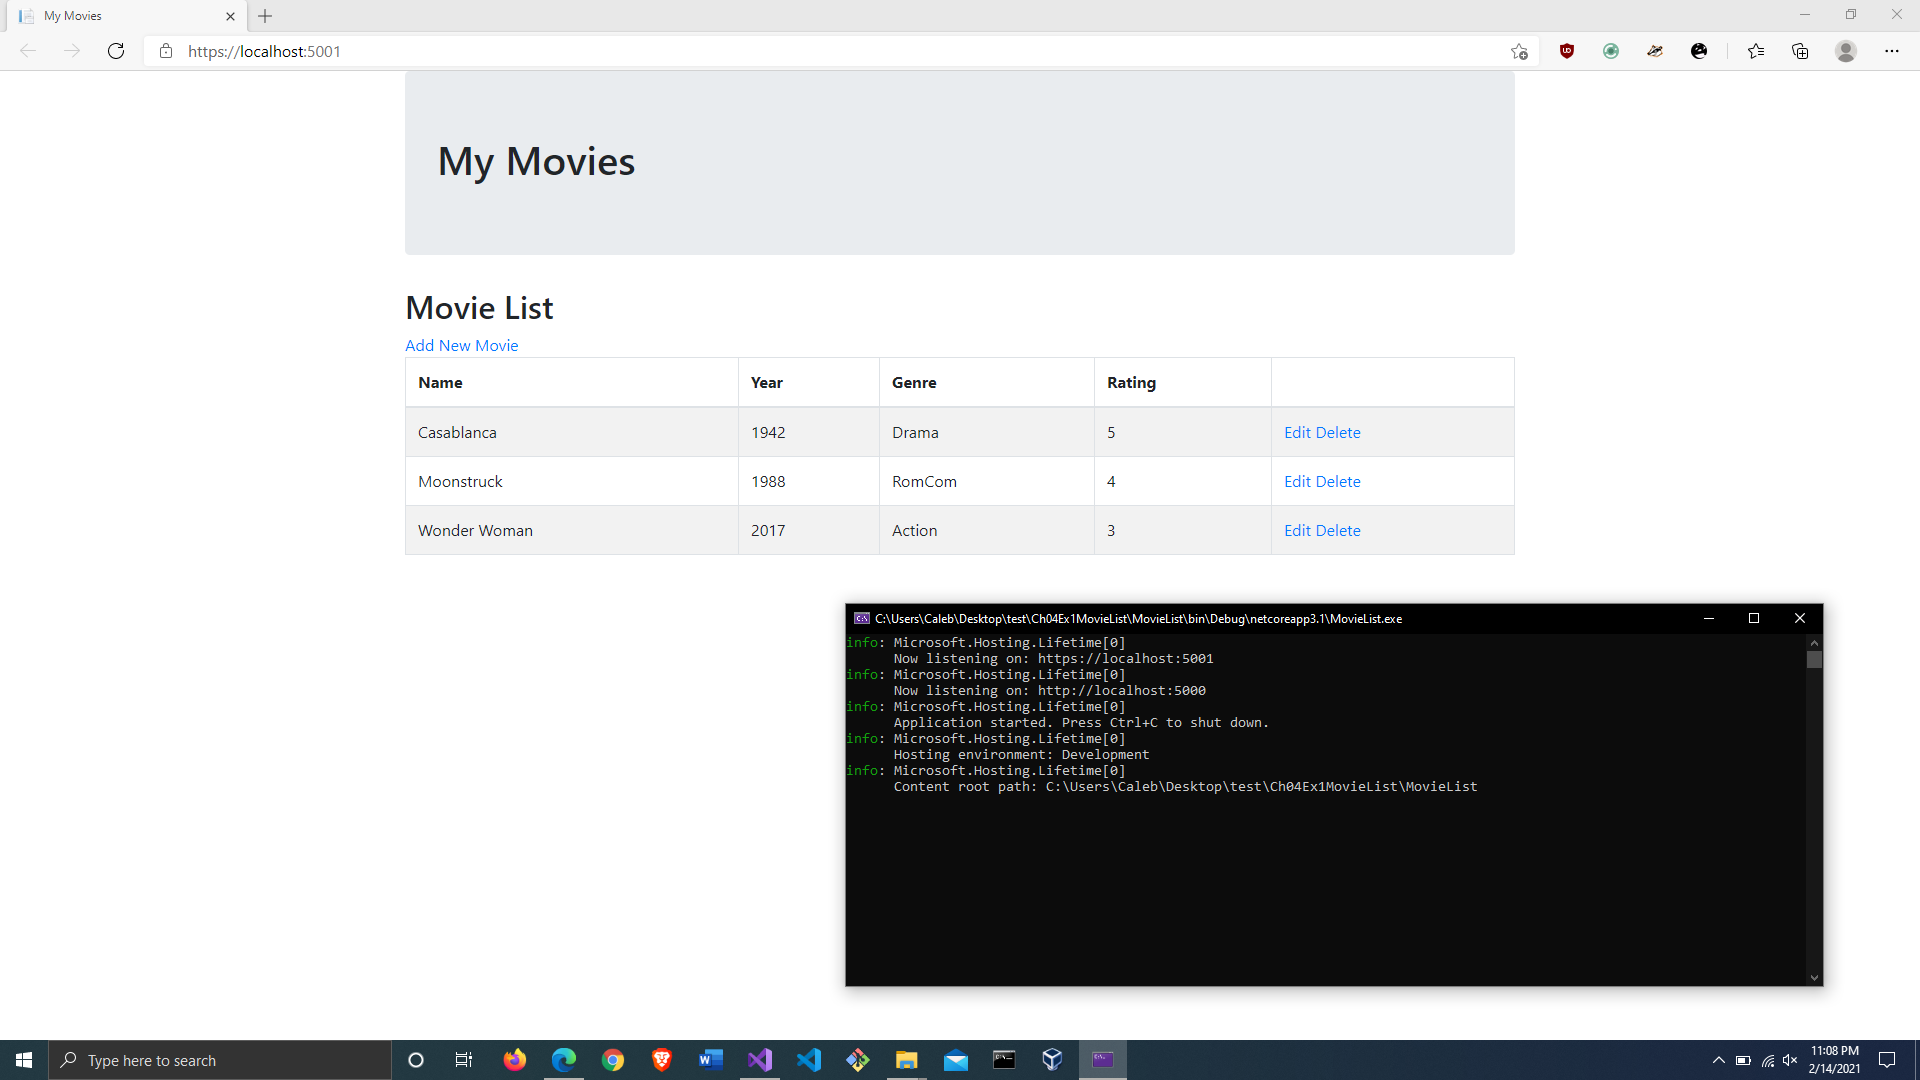 My Movies
https://localhost:5001
My Movies
Movie List
Add New Movie
Name Year Genre Rating
Casablanca 1942 Drama 5 Edit Delete
Moonstruck 1988 RomCom 4 Edit Delete
Wonder Woman 2017 Action 3 Edit Delete
C:\Users\Caleb\Desktop\test\Ch04Ex1MovieList\MovieList\bin\Debug\netcoreapp3.1\MovieList.exe
info: Microsoft.Hosting.Lifetime[0]
Now listening on: https://localhost:5001
info: Microsoft.Hosting.Lifetime[0]
Now listening on: http://localhost:5000
info: Microsoft.Hosting.Lifetime[0]
Application started. Press Ctrl+C to shut down.
info: Microsoft.Hosting.Lifetime[0]
Hosting environment: Development
info: Microsoft.Hosting.Lifetime[0]
Content root path: C:\Users\Caleb\Desktop\test\Ch04Ex1MovieList\MovieList
Type here to search
11:08 PM
2/14/2021